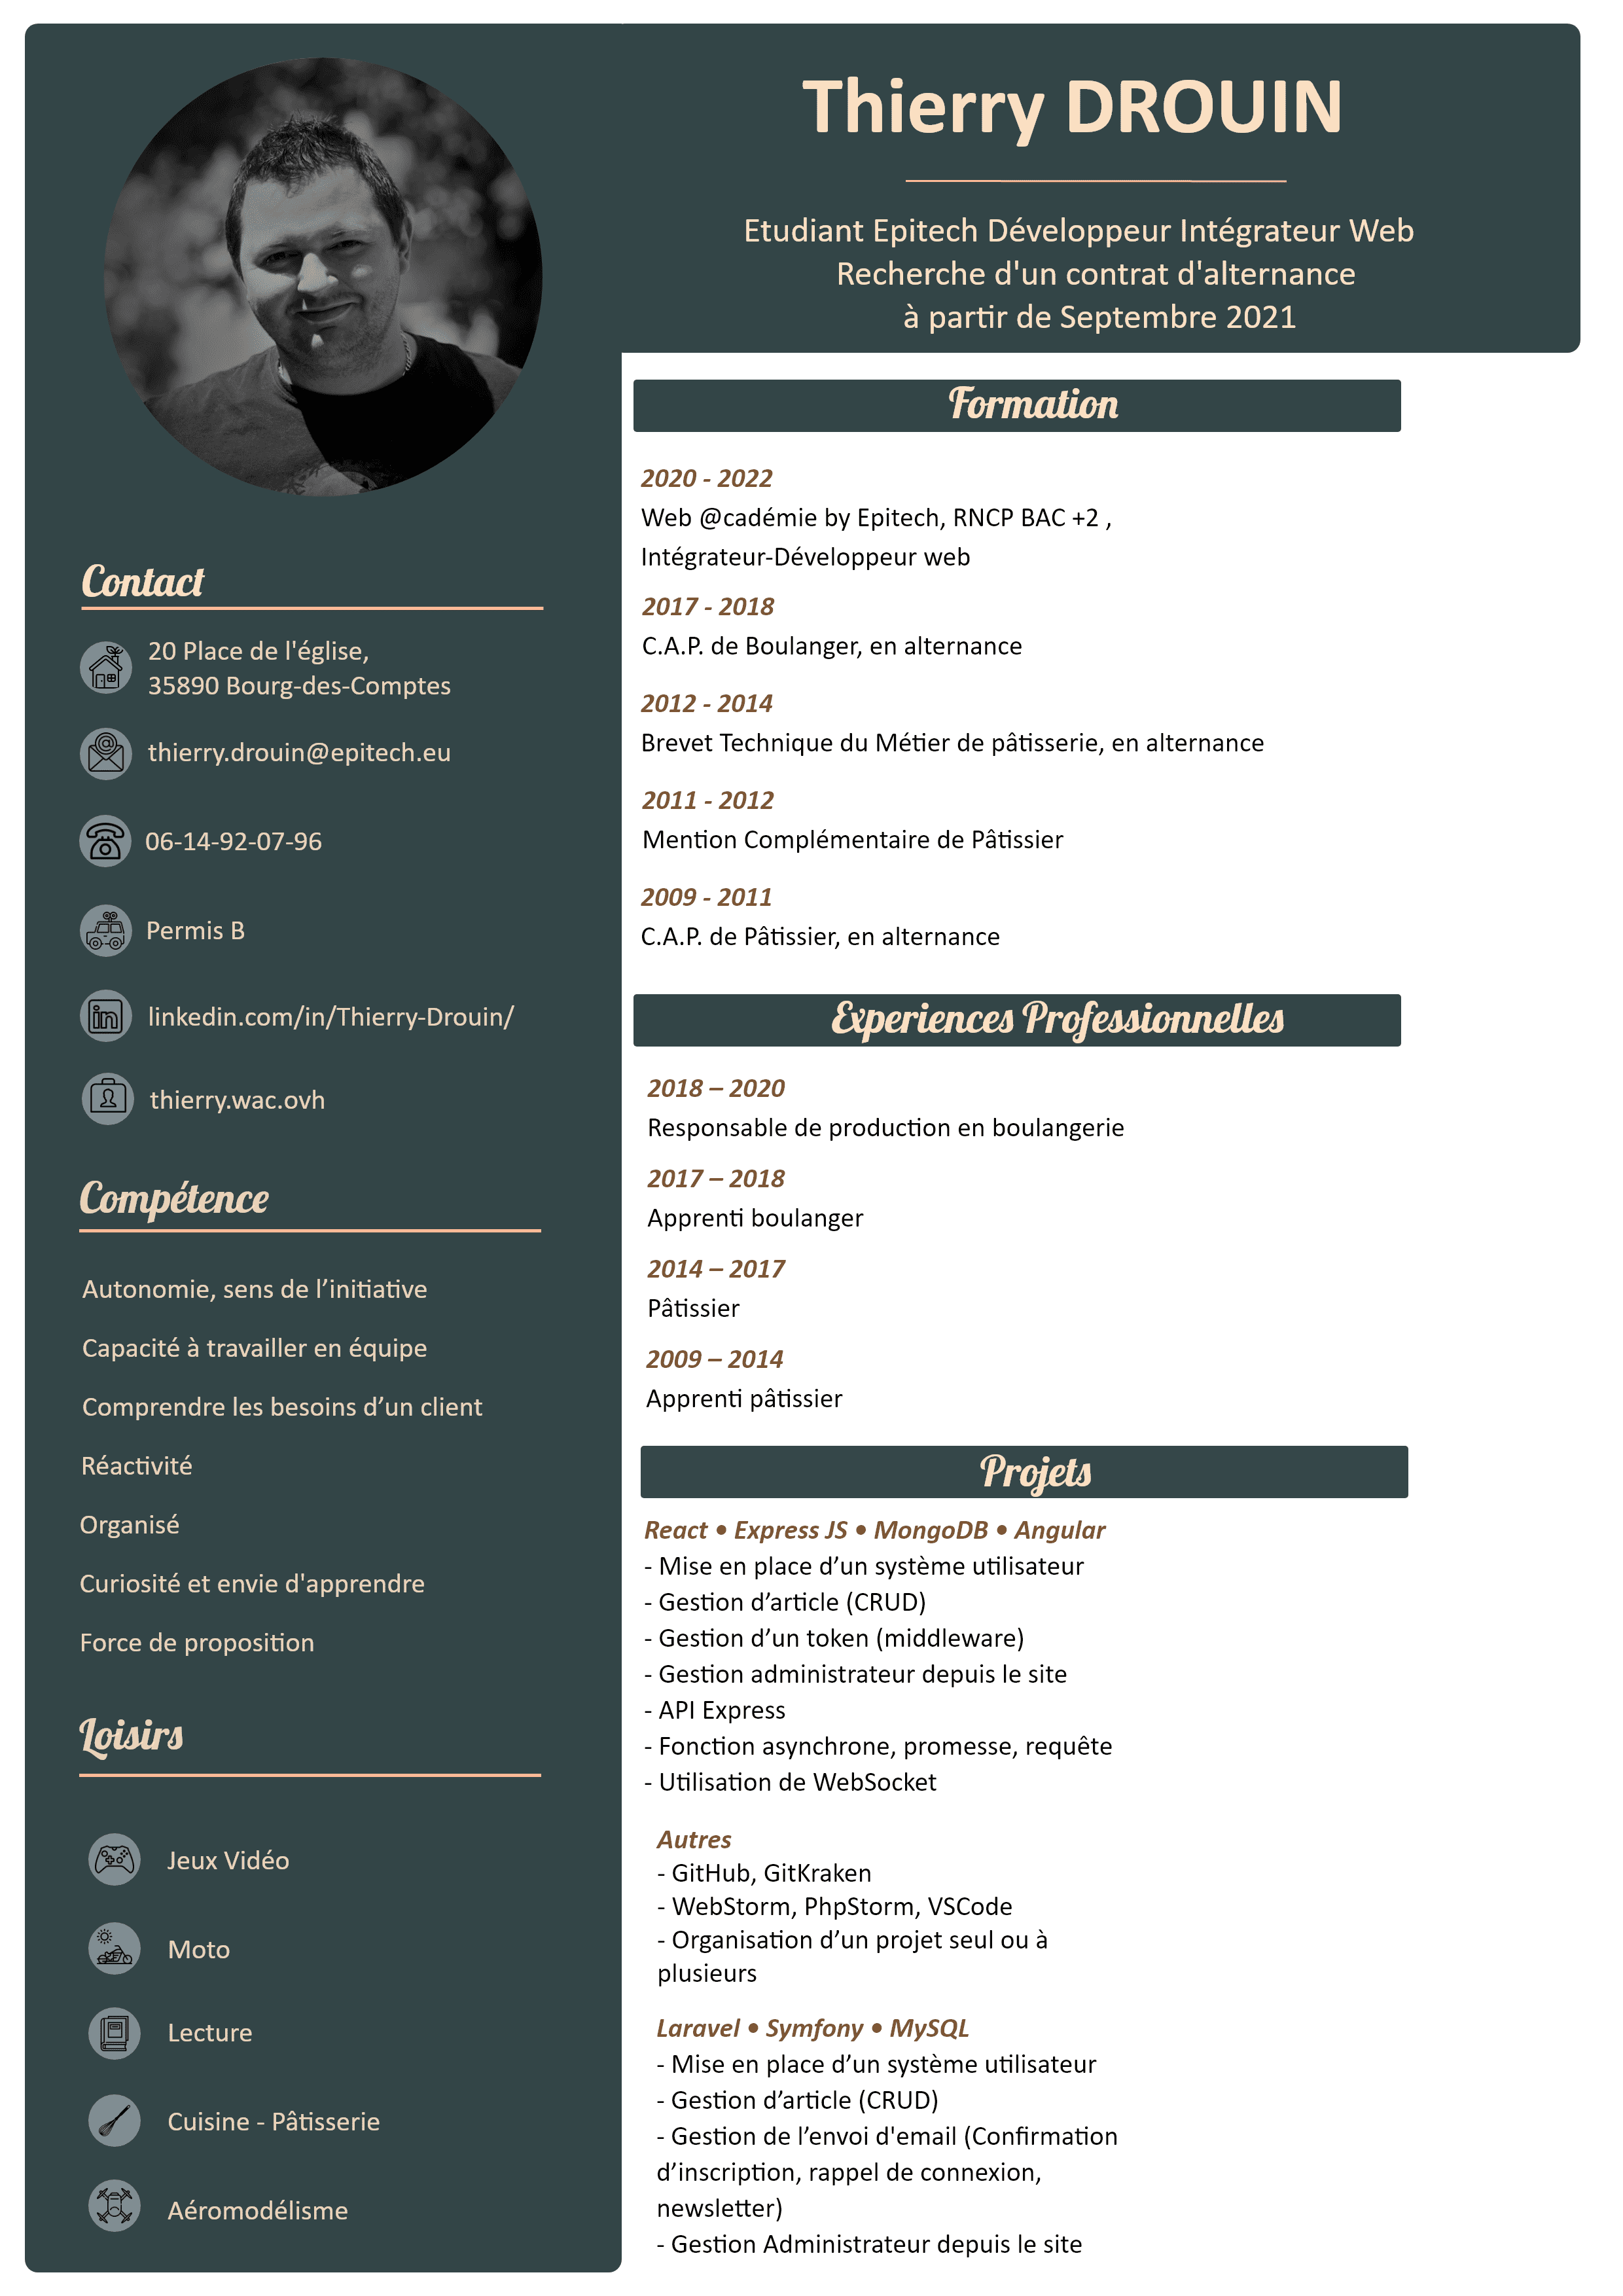 Thierry DROUIN
Etudiant Epitech Développeur Intégrateur Web
Recherche d'un contrat d'alternance
à partir de Septembre 2021
Contact
20 Place de l'église,
35890 Bourg-des-Comptes
thierry.drouin@epitech.eu
06-14-92-07-96
Permis B
linkedin.com/in/Thierry-Drouin/
thierry.wac.ovh
Compétence
Autonomie, sens de l’initiative
Capacité à travailler en équipe
Comprendre les besoins d’un client
Réactivité
Organisé
Curiosité et envie d'apprendre
Force de proposition
Loisirs
Jeux Vidéo
Moto
Lecture
Cuisine - Pâtisserie
Aéromodélisme
Formation
2020 - 2022
Web @cadémie by Epitech, RNCP BAC +2 ,
Intégrateur-Développeur web
2017 - 2018
C.A.P. de Boulanger, en alternance
2012 - 2014
Brevet Technique du Métier de pâtisserie, en alternance
2011 - 2012
Mention Complémentaire de Pâtissier
2009 - 2011
C.A.P. de Pâtissier, en alternance
Experiences Professionnelles
2018 – 2020
Responsable de production en boulangerie
2017 – 2018
Apprenti boulanger
2014 – 2017
Pâtissier
2009 – 2014
Apprenti pâtissier
Projets
React • Express JS • MongoDB • Angular
- Mise en place d’un système utilisateur
- Gestion d’article (CRUD)
- Gestion d’un token (middleware)
- Gestion administrateur depuis le site
- API Express
- Fonction asynchrone, promesse, requête
- Utilisation de WebSocket
Autres
- GitHub, GitKraken
- WebStorm, PhpStorm, VSCode
- Organisation d’un projet seul ou à
plusieurs
Laravel • Symfony • MySQL
- Mise en place d’un système utilisateur
- Gestion d’article (CRUD)
- Gestion de l’envoi d'email (Confirmation
d’inscription, rappel de connexion,
newsletter)
- Gestion Administrateur depuis le site